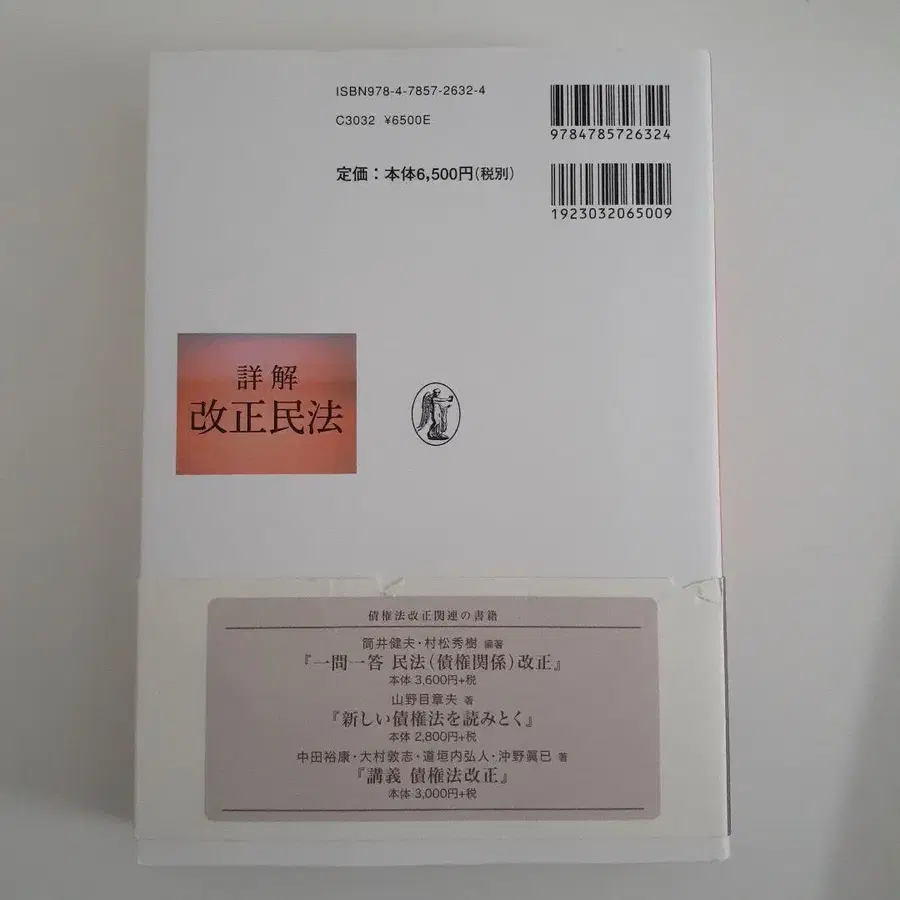 ISBN978-4-7857-2632-4
C3032 ¥6500E
9784785726324
定価：本体6,500円(税別)
1923032065009
詳解
改正民法
債権法改正関連の書籍
筒井健夫・村松秀樹 編著
『一問一答 民法(債権関係)改正』
本体 3,600円+税
山野目章夫 著
『新しい債権法を読みとく』
本体 2,800円+税
中田裕康・大村敦志・道垣内弘人・沖野眞已 著
『講義 債権法改正』
本体 3,000円+税